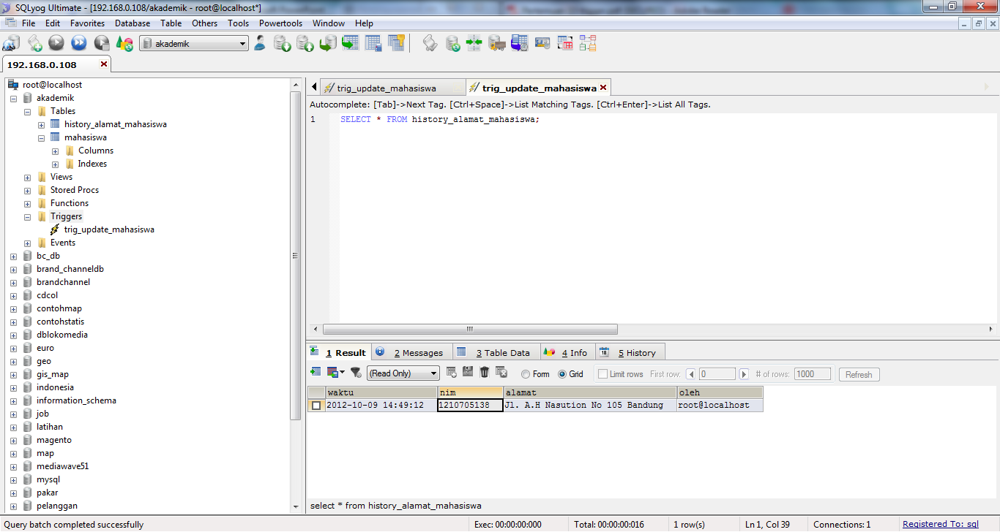 SQLyog Ultimate - [192.168.0.108/akademik - root@localhost*]
File Edit Favorites Database Table Others Tools Powertools Window Help
akademik
192.168.0.108
root@localhost
akademik
Tables
history_alamat_mahasiswa
mahasiswa
Columns
Indexes
Views
Stored Procs
Functions
Triggers
trig_update_mahasiswa
Events
bc_db
brand_channeldb
brandchannel
cdcol
contohmap
contohstatis
dblokomedia
euro
geo
gis_map
indonesia
information_schema
job
latihan
magento
map
mediawave51
mysql
pakar
pelanggan
trig_update_mahasiswa trig_update_mahasiswa
Autocomplete: [Tab]->Next Tag. [Ctrl+Space]->List Matching Tags. [Ctrl+Enter]->List All Tags.
1 SELECT * FROM history_alamat_mahasiswa;
1 Result 2 Messages 3 Table Data 4 Info 5 History
(Read Only) Form Grid Limit rows First row: 0 # of rows: 1000 Refresh
waktu nim alamat oleh
2012-10-09 14:49:12 1210705138 Jl. A.H Nasution No 105 Bandung root@localhost
select * from history_alamat_mahasiswa
Query batch completed successfully Exec: 00:00:00:000 Total: 00:00:00:016 1 row(s) Ln 1, Col 39 Connections: 1 Registered To: sql